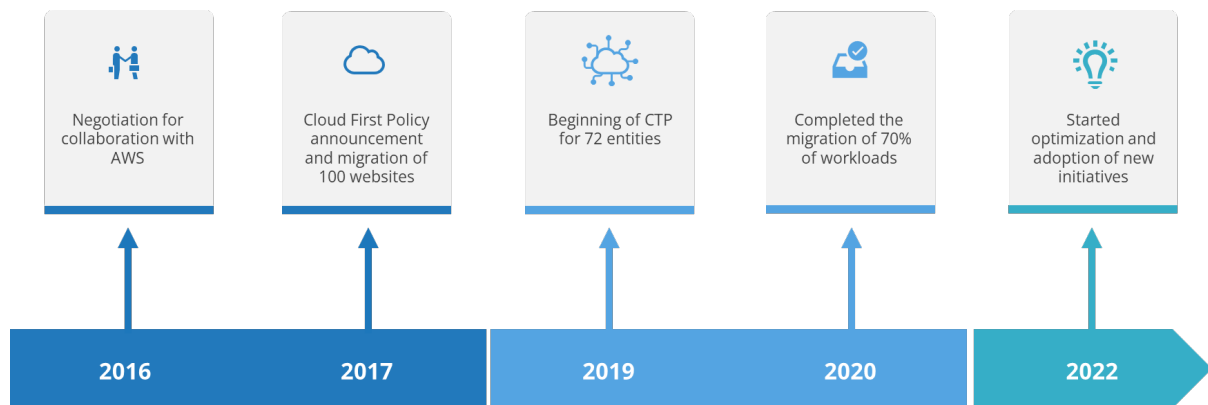 Negotiation for
collaboration with
AWS
Cloud First Policy
announcement
and migration of
100 websites
Beginning of CTP
for 72 entities
Completed the
migration of 70%
of workloads
Started
optimization and
adoption of new
initiatives
2016
2017
2019
2020
2022